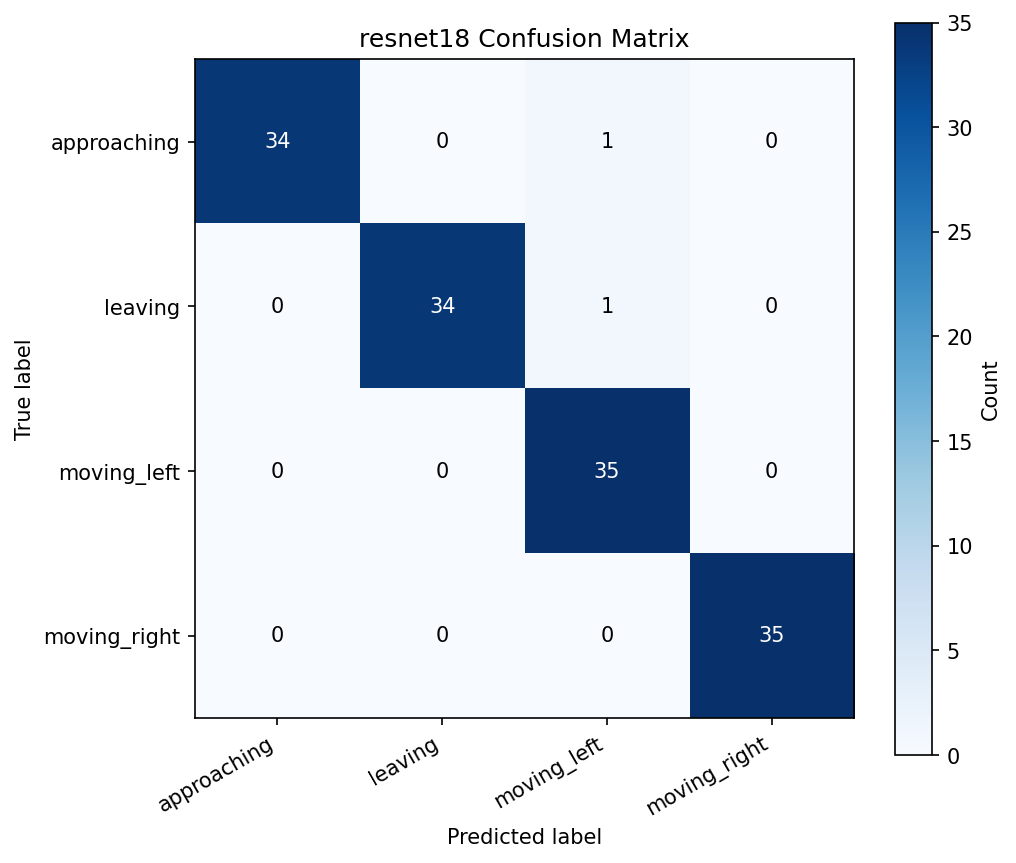 resnet18 Confusion Matrix
approaching 34 0 1 0
leaving 0 34 1 0
moving_left 0 0 35 0
moving_right 0 0 0 35
approaching leaving moving_left moving_right
Predicted label
True label
35
30
25
20
15
10
5
0
Count